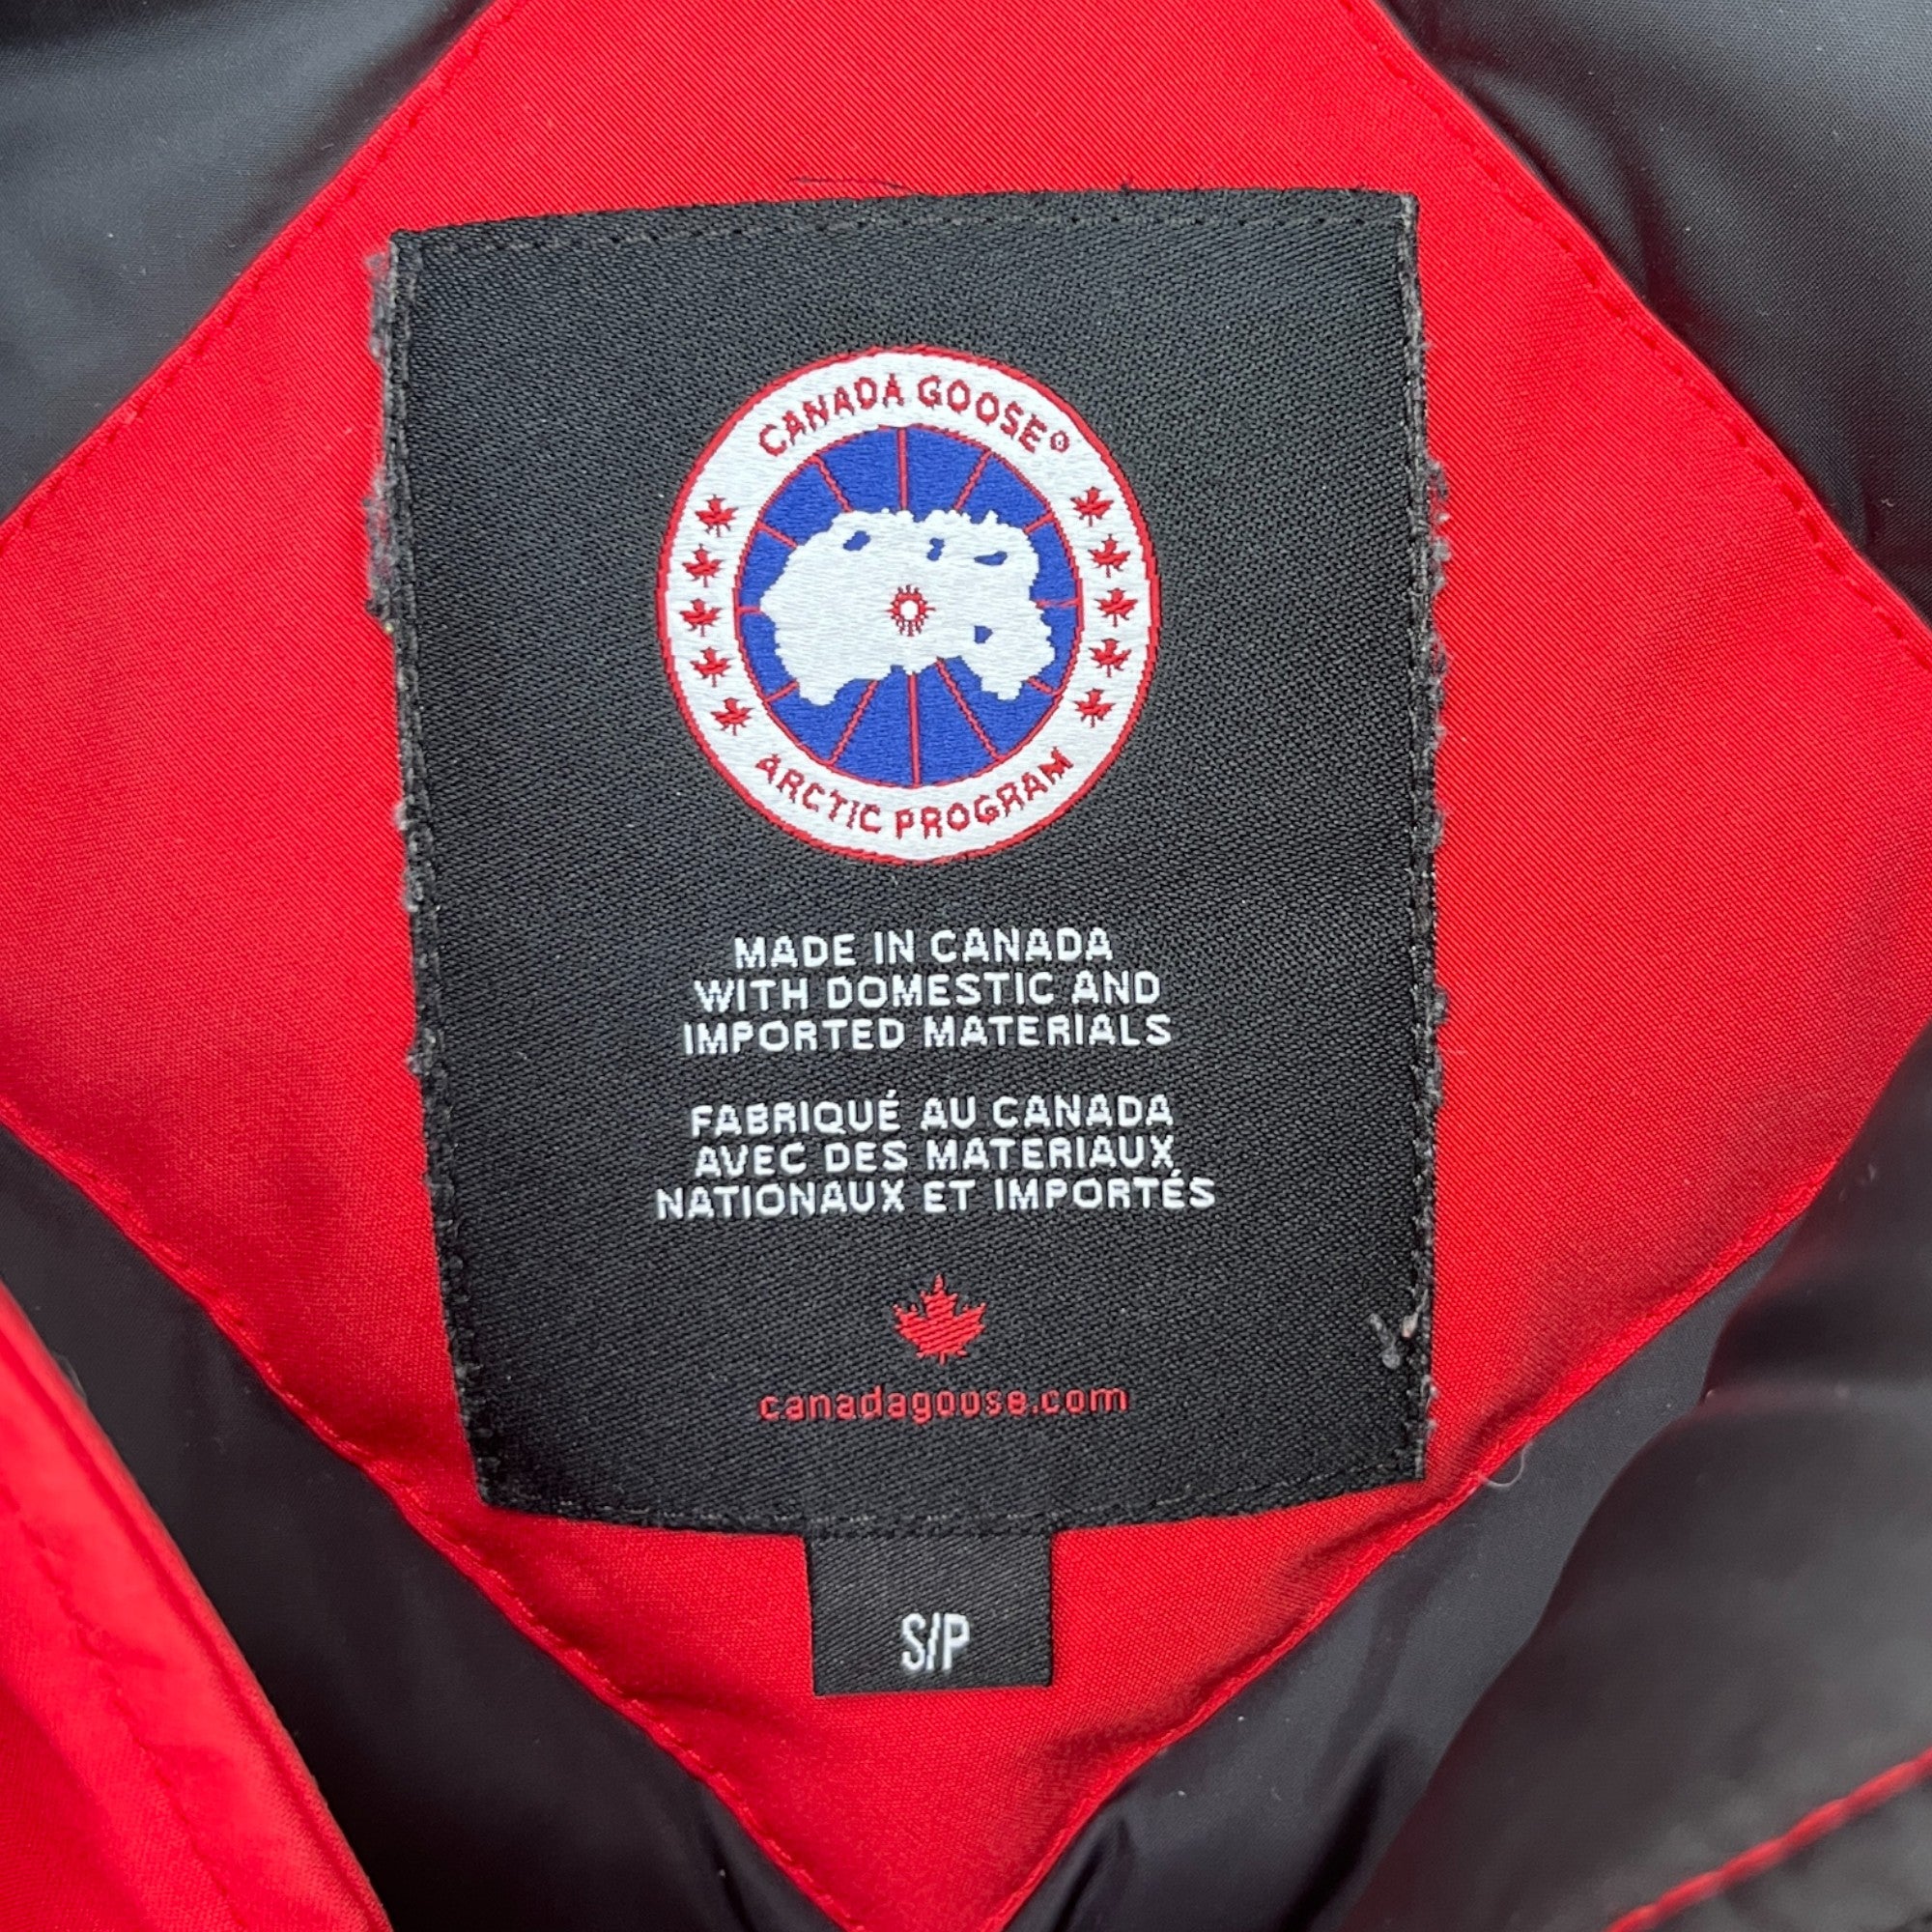 CANADA GOOSE®
ARCTIC PROGRAM
MADE IN CANADA
WITH DOMESTIC AND
IMPORTED MATERIALS
FABRIQUÉ AU CANADA
AVEC DES MATERIAUX
NATIONAUX ET IMPORTÉS
canadagoose.com
S/P